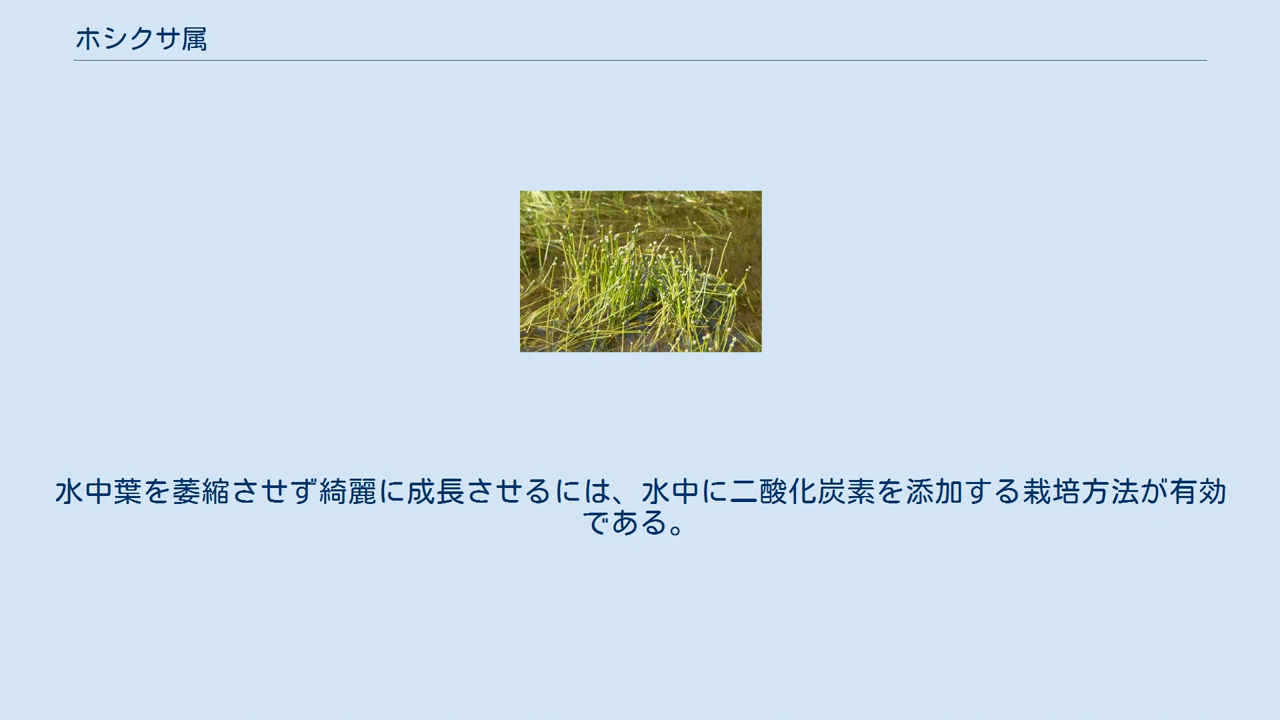 ホシクサ属
水中葉を萎縮させず綺麗に成長させるには、水中に二酸化炭素を添加する栽培方法が有効
である。